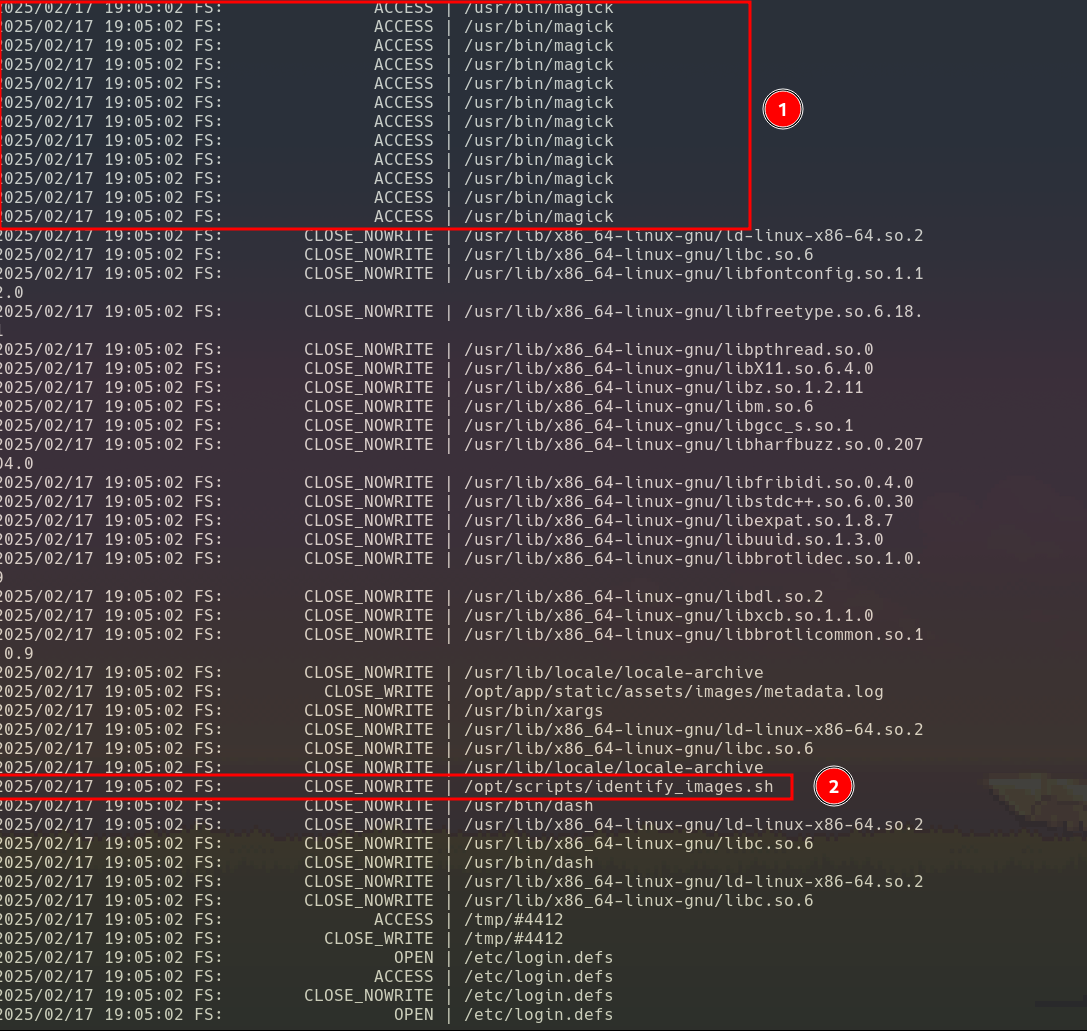 2025/02/17 19:05:02 FS: ACCESS | /usr/bin/magick
2025/02/17 19:05:02 FS: ACCESS | /usr/bin/magick
2025/02/17 19:05:02 FS: ACCESS | /usr/bin/magick
2025/02/17 19:05:02 FS: ACCESS | /usr/bin/magick
2025/02/17 19:05:02 FS: ACCESS | /usr/bin/magick
2025/02/17 19:05:02 FS: ACCESS | /usr/bin/magick
1
2025/02/17 19:05:02 FS: ACCESS | /usr/bin/magick
2025/02/17 19:05:02 FS: ACCESS | /usr/bin/magick
2025/02/17 19:05:02 FS: ACCESS | /usr/bin/magick
2025/02/17 19:05:02 FS: ACCESS | /usr/bin/magick
2025/02/17 19:05:02 FS: ACCESS | /usr/bin/magick
2025/02/17 19:05:02 FS: ACCESS | /usr/bin/magick
2025/02/17 19:05:02 FS: CLOSE_NOWRITE | /usr/lib/x86_64-linux-gnu/ld-linux-x86-64.so.2
2025/02/17 19:05:02 FS: CLOSE_NOWRITE | /usr/lib/x86_64-linux-gnu/libc.so.6
2025/02/17 19:05:02 FS: CLOSE_NOWRITE | /usr/lib/x86_64-linux-gnu/libfontconfig.so.1.1
2.0
2025/02/17 19:05:02 FS: CLOSE_NOWRITE | /usr/lib/x86_64-linux-gnu/libfreetype.so.6.18.
1
2025/02/17 19:05:02 FS: CLOSE_NOWRITE | /usr/lib/x86_64-linux-gnu/libpthread.so.0
2025/02/17 19:05:02 FS: CLOSE_NOWRITE | /usr/lib/x86_64-linux-gnu/libX11.so.6.4.0
2025/02/17 19:05:02 FS: CLOSE_NOWRITE | /usr/lib/x86_64-linux-gnu/libz.so.1.2.11
2025/02/17 19:05:02 FS: CLOSE_NOWRITE | /usr/lib/x86_64-linux-gnu/libm.so.6
2025/02/17 19:05:02 FS: CLOSE_NOWRITE | /usr/lib/x86_64-linux-gnu/libgcc_s.so.1
2025/02/17 19:05:02 FS: CLOSE_NOWRITE | /usr/lib/x86_64-linux-gnu/libharfbuzz.so.0.207
04.0
2025/02/17 19:05:02 FS: CLOSE_NOWRITE | /usr/lib/x86_64-linux-gnu/libfribidi.so.0.4.0
2025/02/17 19:05:02 FS: CLOSE_NOWRITE | /usr/lib/x86_64-linux-gnu/libstdc++.so.6.0.30
2025/02/17 19:05:02 FS: CLOSE_NOWRITE | /usr/lib/x86_64-linux-gnu/libexpat.so.1.8.7
2025/02/17 19:05:02 FS: CLOSE_NOWRITE | /usr/lib/x86_64-linux-gnu/libuuid.so.1.3.0
2025/02/17 19:05:02 FS: CLOSE_NOWRITE | /usr/lib/x86_64-linux-gnu/libbrotlidec.so.1.0.
9
2025/02/17 19:05:02 FS: CLOSE_NOWRITE | /usr/lib/x86_64-linux-gnu/libdl.so.2
2025/02/17 19:05:02 FS: CLOSE_NOWRITE | /usr/lib/x86_64-linux-gnu/libxcb.so.1.1.0
2025/02/17 19:05:02 FS: CLOSE_NOWRITE | /usr/lib/x86_64-linux-gnu/libbrotlicommon.so.1
.0.9
2025/02/17 19:05:02 FS: CLOSE_NOWRITE | /usr/lib/locale/locale-archive
2025/02/17 19:05:02 FS: CLOSE_WRITE | /opt/app/static/assets/images/metadata.log
2025/02/17 19:05:02 FS: CLOSE_NOWRITE | /usr/bin/xargs
2025/02/17 19:05:02 FS: CLOSE_NOWRITE | /usr/lib/x86_64-linux-gnu/ld-linux-x86-64.so.2
2025/02/17 19:05:02 FS: CLOSE_NOWRITE | /usr/lib/x86_64-linux-gnu/libc.so.6
2025/02/17 19:05:02 FS: CLOSE_NOWRITE | /usr/lib/locale/locale-archive
2025/02/17 19:05:02 FS: CLOSE_NOWRITE | /opt/scripts/identify_images.sh
2
2025/02/17 19:05:02 FS: CLOSE_NOWRITE | /usr/bin/dash
2025/02/17 19:05:02 FS: CLOSE_NOWRITE | /usr/lib/x86_64-linux-gnu/ld-linux-x86-64.so.2
2025/02/17 19:05:02 FS: CLOSE_NOWRITE | /usr/lib/x86_64-linux-gnu/libc.so.6
2025/02/17 19:05:02 FS: CLOSE_NOWRITE | /usr/bin/dash
2025/02/17 19:05:02 FS: CLOSE_NOWRITE | /usr/lib/x86_64-linux-gnu/ld-linux-x86-64.so.2
2025/02/17 19:05:02 FS: CLOSE_NOWRITE | /usr/lib/x86_64-linux-gnu/libc.so.6
2025/02/17 19:05:02 FS: ACCESS | /tmp/#4412
2025/02/17 19:05:02 FS: CLOSE_WRITE | /tmp/#4412
2025/02/17 19:05:02 FS: OPEN | /etc/login.defs
2025/02/17 19:05:02 FS: ACCESS | /etc/login.defs
2025/02/17 19:05:02 FS: CLOSE_NOWRITE | /etc/login.defs
2025/02/17 19:05:02 FS: OPEN | /etc/login.defs